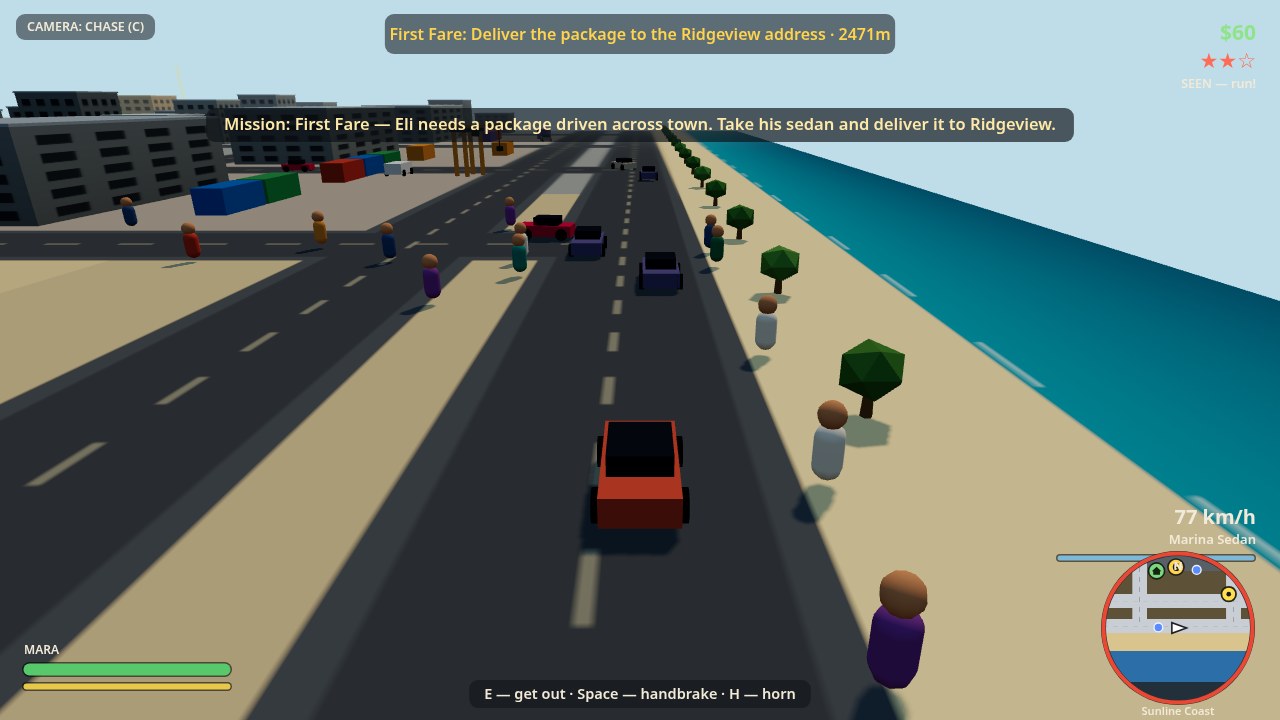 CAMERA: CHASE (C)
First Fare: Deliver the package to the Ridgeview address · 2471m
$60
★★☆
SEEN — run!
Mission: First Fare — Eli needs a package driven across town. Take his sedan and deliver it to Ridgeview.
77 km/h
Marina Sedan
MARA
E — get out · Space — handbrake · H — horn
Sunline Coast